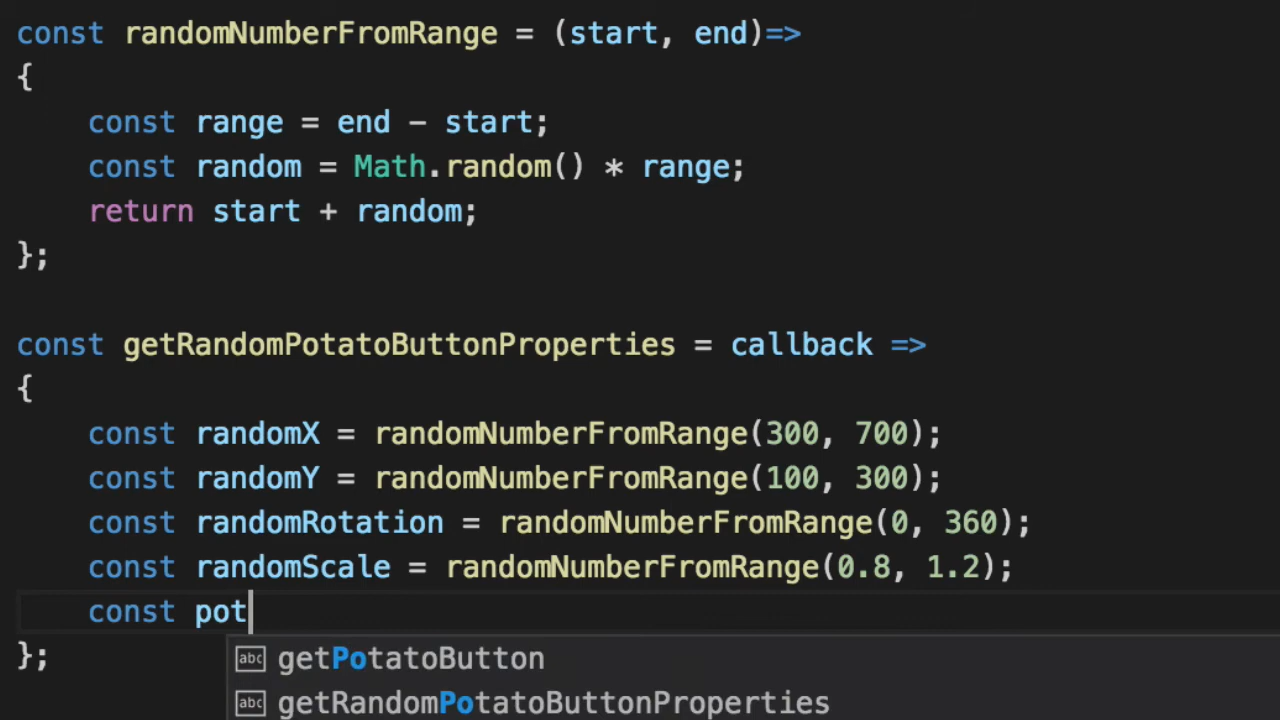 const randomNumberFromRange = (start, end)=>
{
    const range = end - start;
    const random = Math.random() * range;
    return start + random;
};

const getRandomPotatoButtonProperties = callback =>
{
    const randomX = randomNumberFromRange(300, 700);
    const randomY = randomNumberFromRange(100, 300);
    const randomRotation = randomNumberFromRange(0, 360);
    const randomScale = randomNumberFromRange(0.8, 1.2);
    const pot
abc getPotatoButton
};
abc getRandomPotatoButtonProperties